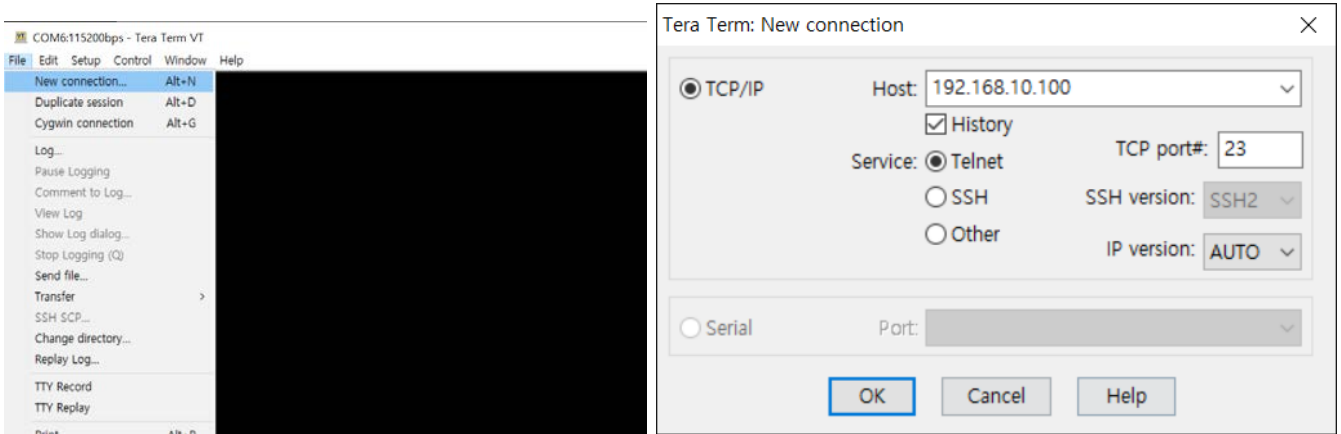 COM6:115200bps - Tera Term VT
File Edit Setup Control Window Help
New connection... Alt+N
Duplicate session Alt+D
Cygwin connection Alt+G
Log...
Pause Logging
Comment to Log...
View Log
Show Log dialog...
Stop Logging (Q)
Send file...
Transfer >
SSH SCP...
Change directory...
Replay Log...
TTY Record
TTY Replay
Print... Alt+P
Tera Term: New connection
TCP/IP
Host: 192.168.10.100
History
Service: Telnet
TCP port#: 23
SSH
SSH version: SSH2
Other
IP version: AUTO
Serial
Port:
OK Cancel Help